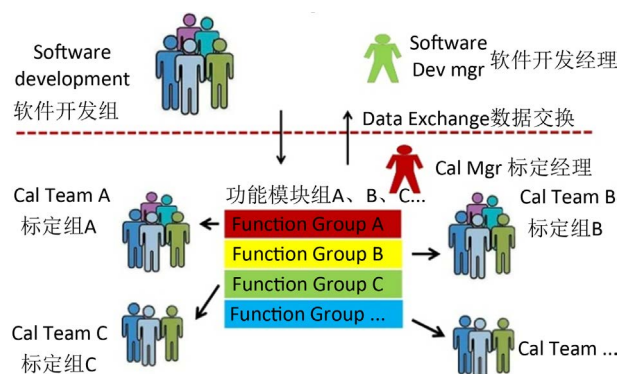 Software
development
软件开发组
Software
Dev mgr 软件开发经理
Data Exchange数据交换
Cal Mgr 标定经理
功能模块组A、B、C...
Cal Team A
标定组A
Function Group A
Function Group B
Function Group C
Function Group ...
Cal Team B
标定组B
Cal Team C
标定组C
Cal Team ...